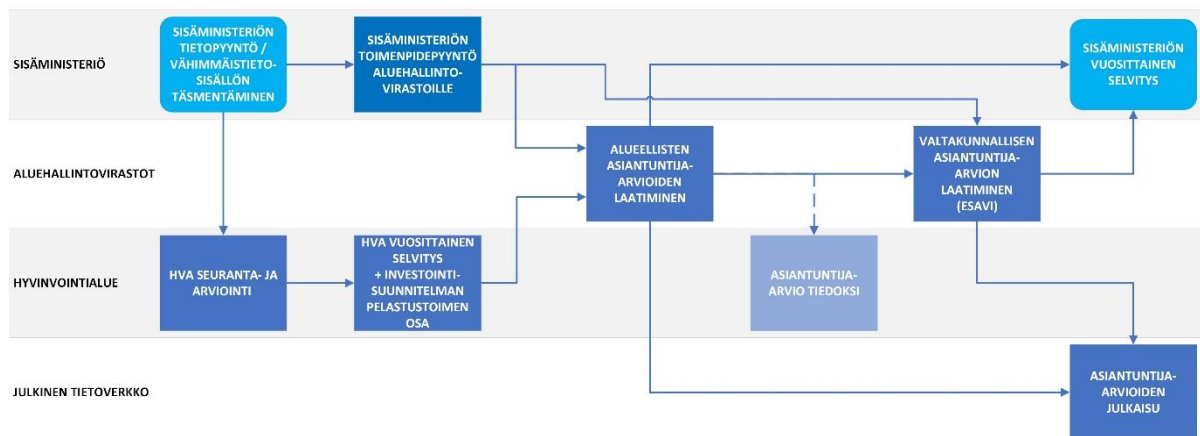 SISÄMINISTERIÖ
SISÄMINISTERIÖN
TIETOPYYNTÖ /
VÄHIMMÄISTIETO-
SISÄLLÖN
TÄSMENTÄMINEN
SISÄMINISTERIÖN
TOIMENPIDEPYYNTÖ
ALUEHALLINTO-
VIRASTOILLE
SISÄMINISTERIÖN
VUOSITTAINEN
SELVITYS
ALUEHALLINTOVIRASTOT
ALUEELLISTEN
ASIANTUNTIJA-
ARVIOIDEN
LAATIMINEN
VALTAKUNNALLISEN
ASIANTUNTIJA-
ARVION
LAATIMINEN
(ESAVI)
HYVINVOINTIALUE
HVA SEURANTA- JA
ARVIOINTI
HVA VUOSITTAINEN
SELVITYS
+ INVESTOINTI-
SUUNNITELMAN
PELASTUSTOIMEN
OSA
ASIANTUNTIJA-
ARVIO TIEDOKSI
JULKINEN TIETOVERKKO
ASIANTUNTIJA-
ARVIOIDEN
JULKAISU